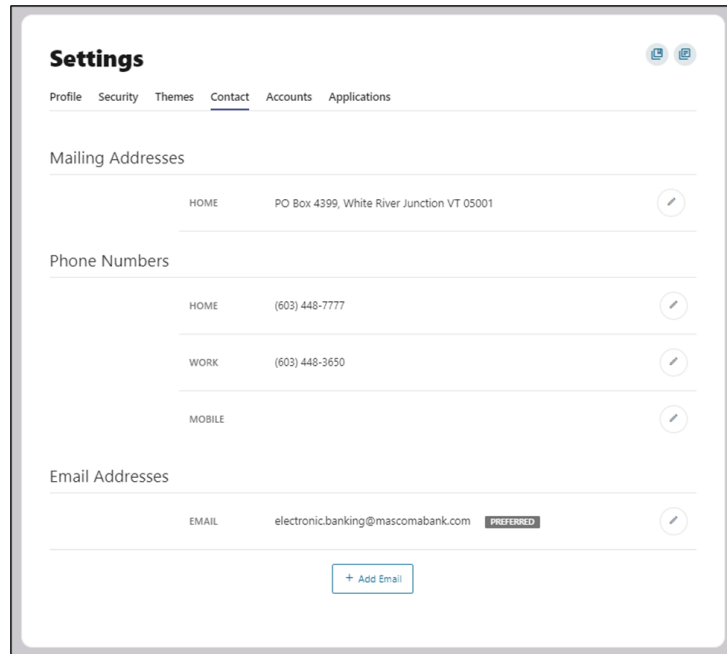 Settings
Profile Security Themes Contact Accounts Applications
Mailing Addresses
HOME PO Box 4399, White River Junction VT 05001
Phone Numbers
HOME (603) 448-7777
WORK (603) 448-3650
MOBILE
Email Addresses
EMAIL electronic.banking@mascomabank.com PREFERRED
+ Add Email